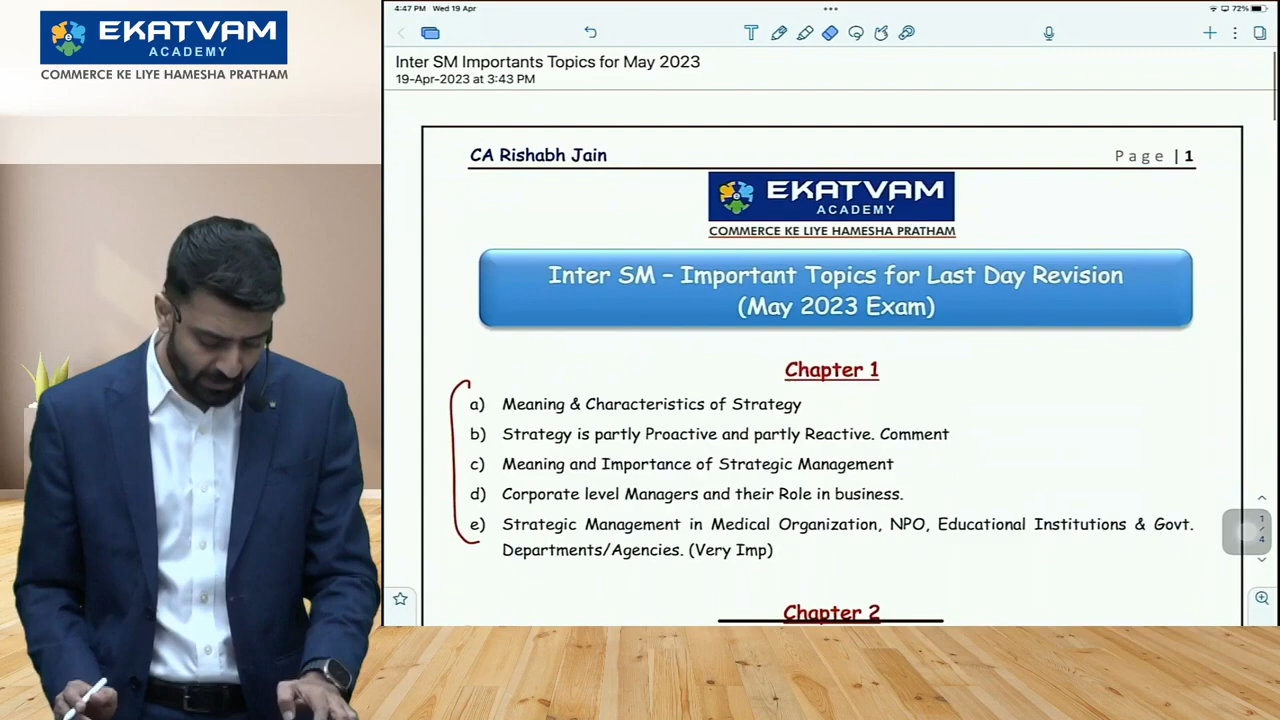 EKATVAM
ACADEMY
COMMERCE KE LIYE HAMESHA PRATHAM
4:47 PM Wed 19 Apr
72%
Inter SM Importants Topics for May 2023
19-Apr-2023 at 3:43 PM
CA Rishabh Jain
Page | 1
EKATVAM
ACADEMY
COMMERCE KE LIYE HAMESHA PRATHAM
Inter SM – Important Topics for Last Day Revision
(May 2023 Exam)
Chapter 1
a) Meaning & Characteristics of Strategy
b) Strategy is partly Proactive and partly Reactive. Comment
c) Meaning and Importance of Strategic Management
d) Corporate level Managers and their Role in business.
e) Strategic Management in Medical Organization, NPO, Educational Institutions & Govt.
Departments/Agencies. (Very Imp)
1
/
4
Chapter 2